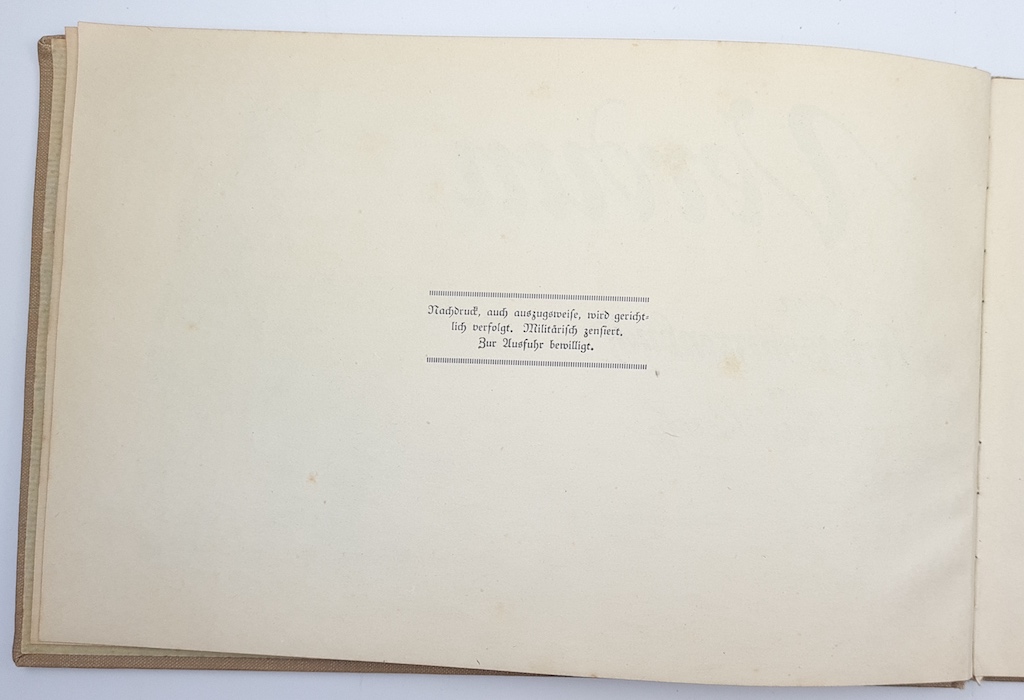 Nachdruck, auch auszugsweise, wird gericht-
lich verfolgt. Militärisch zensiert.
Zur Ausfuhr bewilligt.